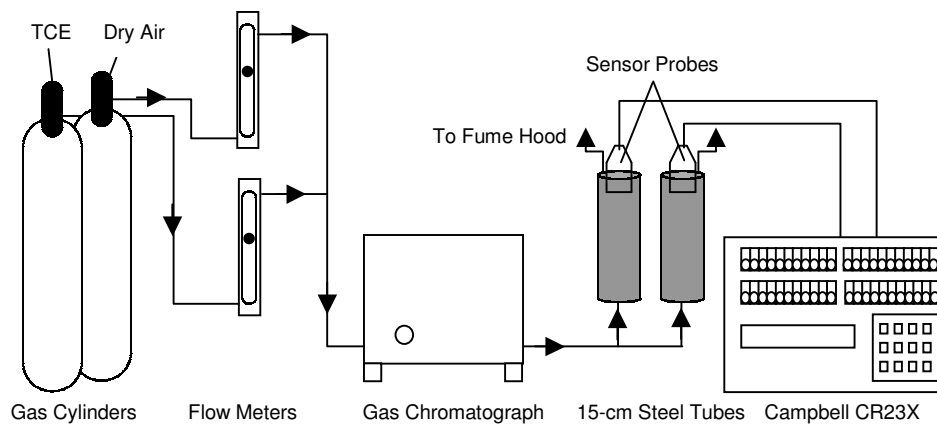 TCE
Dry Air
Sensor Probes
To Fume Hood
Gas Cylinders
Flow Meters
Gas Chromatograph
15-cm Steel Tubes
Campbell CR23X